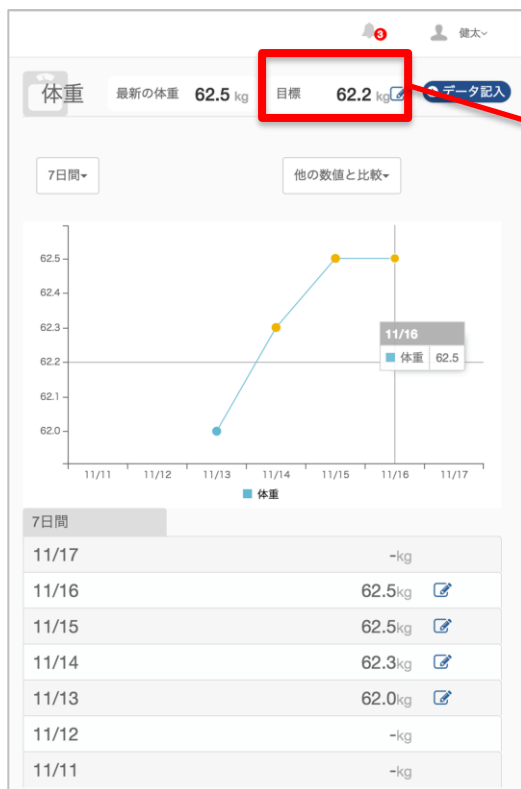 3 健太
体重 最新の体重 62.5 kg 目標 62.2 kg データ記入
7日間 他の数値と比較
62.5
62.4
62.3
62.2
62.1
62.0
11/16
体重 62.5
11/11 11/12 11/13 11/14 11/15 11/16 11/17
体重
7日間
11/17 -kg
11/16 62.5kg
11/15 62.5kg
11/14 62.3kg
11/13 62.0kg
11/12 -kg
11/11 -kg